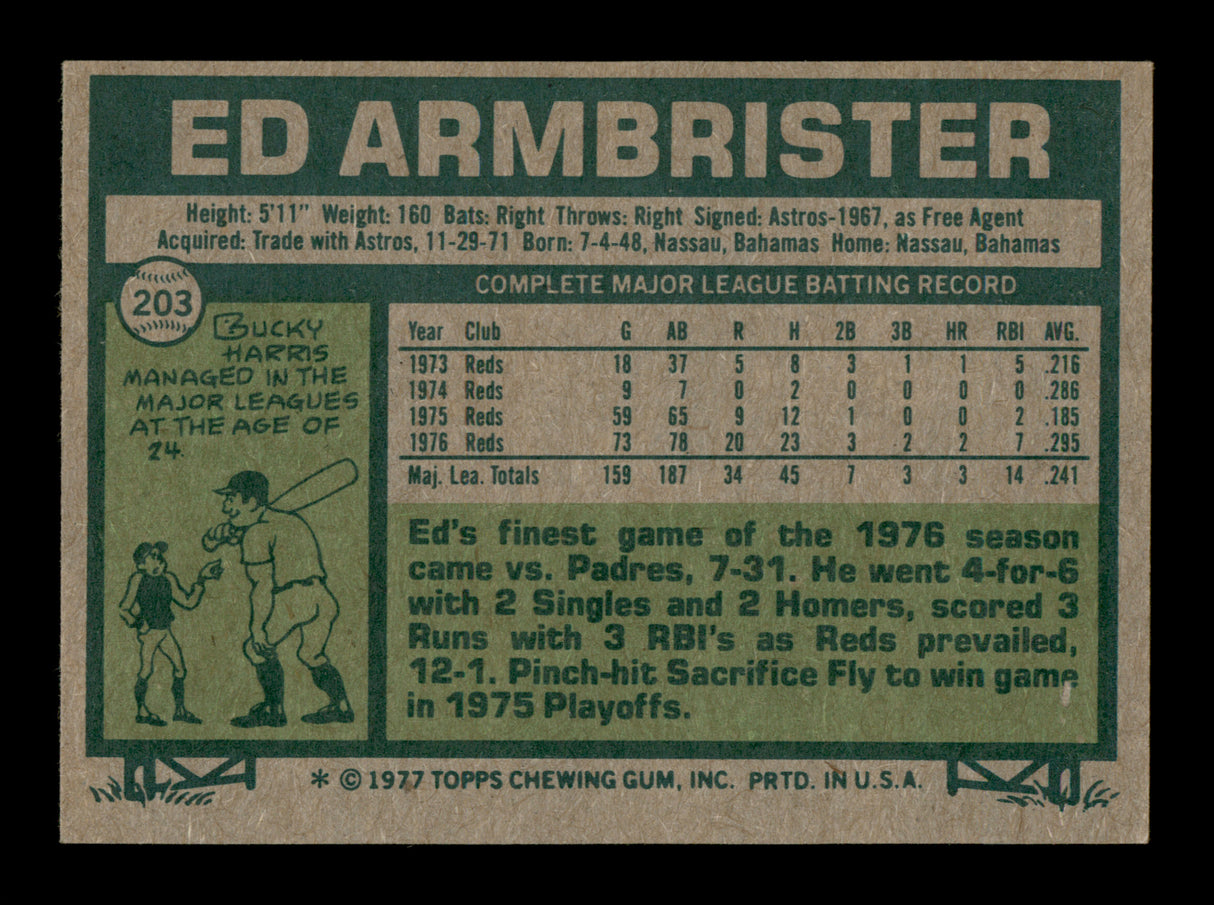 ED ARMBRISTER
Height: 5'11" Weight: 160 Bats: Right Throws: Right Signed: Astros-1967, as Free Agent
Acquired: Trade with Astros, 11-29-71 Born: 7-4-48, Nassau, Bahamas Home: Nassau, Bahamas
203
BUCKY
HARRIS
MANAGED IN THE
MAJOR LEAGUES
AT THE AGE OF
24.
COMPLETE MAJOR LEAGUE BATTING RECORD
Year Club G AB R H 2B 3B HR RBI AVG.
1973 Reds 18 37 5 8 3 1 1 5 .216
1974 Reds 9 7 0 2 0 0 0 0 .286
1975 Reds 59 65 9 12 1 0 0 2 .185
1976 Reds 73 78 20 23 3 2 2 7 .295
Maj. Lea. Totals 159 187 34 45 7 3 3 14 .241
Ed's finest game of the 1976 season
came vs. Padres, 7-31. He went 4-for-6
with 2 Singles and 2 Homers, scored 3
Runs with 3 RBI's as Reds prevailed,
12-1. Pinch-hit Sacrifice Fly to win game
in 1975 Playoffs.
* © 1977 TOPPS CHEWING GUM, INC. PRTD. IN U.S.A.